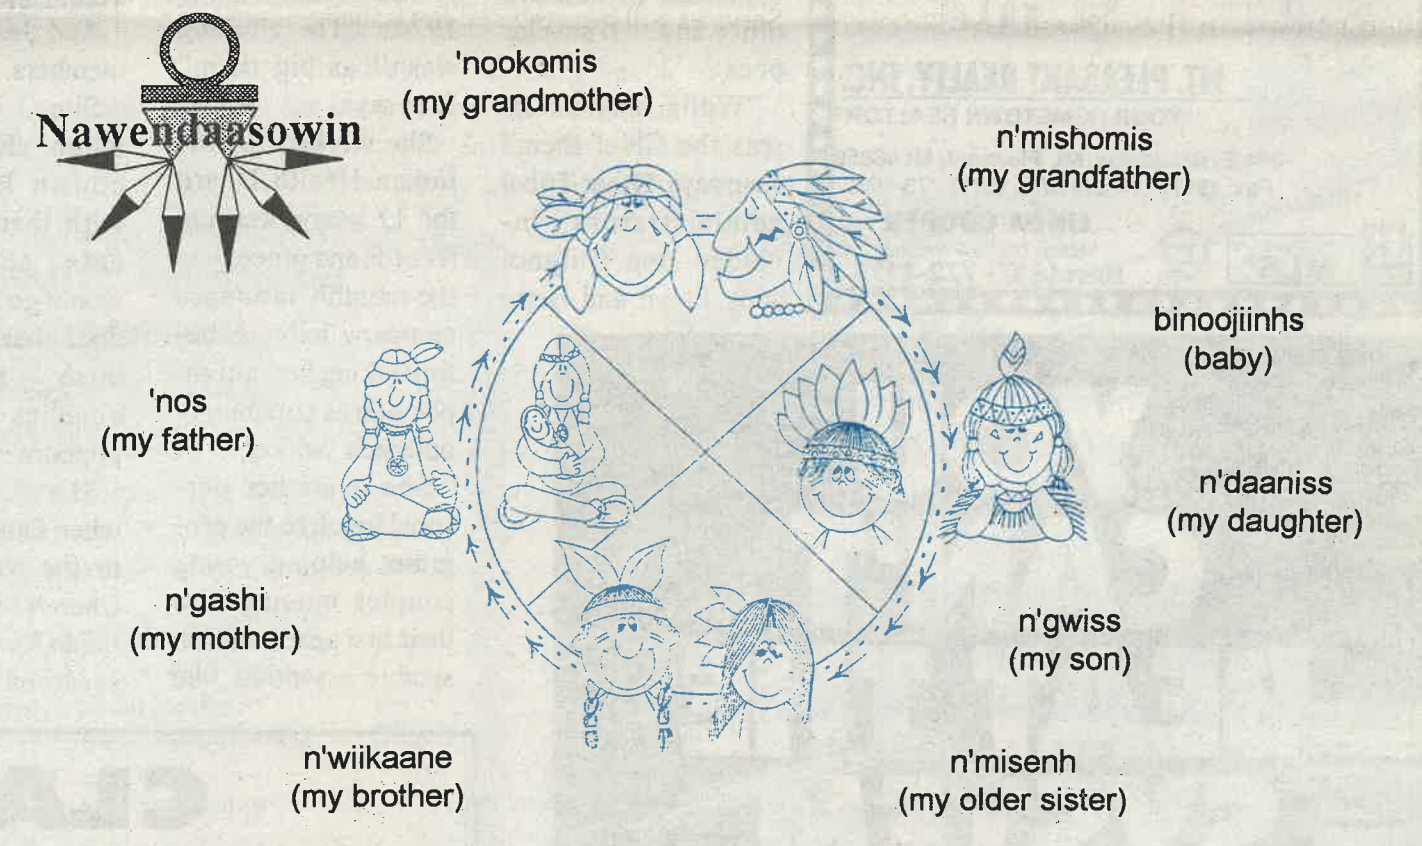 Nawendaasowin
'nookomis
(my grandmother)
n'mishomis
(my grandfather)
binoojiinhs
(baby)
'nos
(my father)
n'daaniss
(my daughter)
n'gashi
(my mother)
n'gwiss
(my son)
n'wiikaane
(my brother)
n'misenh
(my older sister)